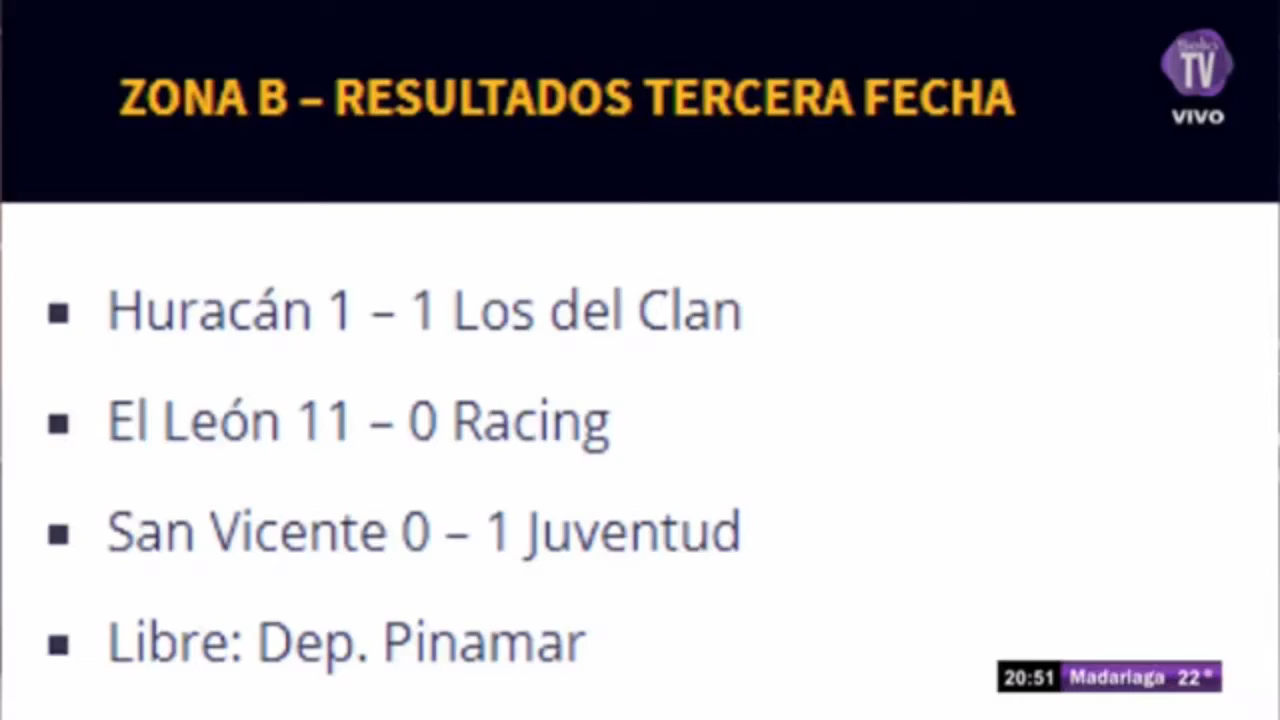 ZONA B – RESULTADOS TERCERA FECHA
TV
VIVO
Huracán 1 – 1 Los del Clan
El León 11 – 0 Racing
San Vicente 0 – 1 Juventud
Libre: Dep. Pinamar
20:51 Madariaga 22°